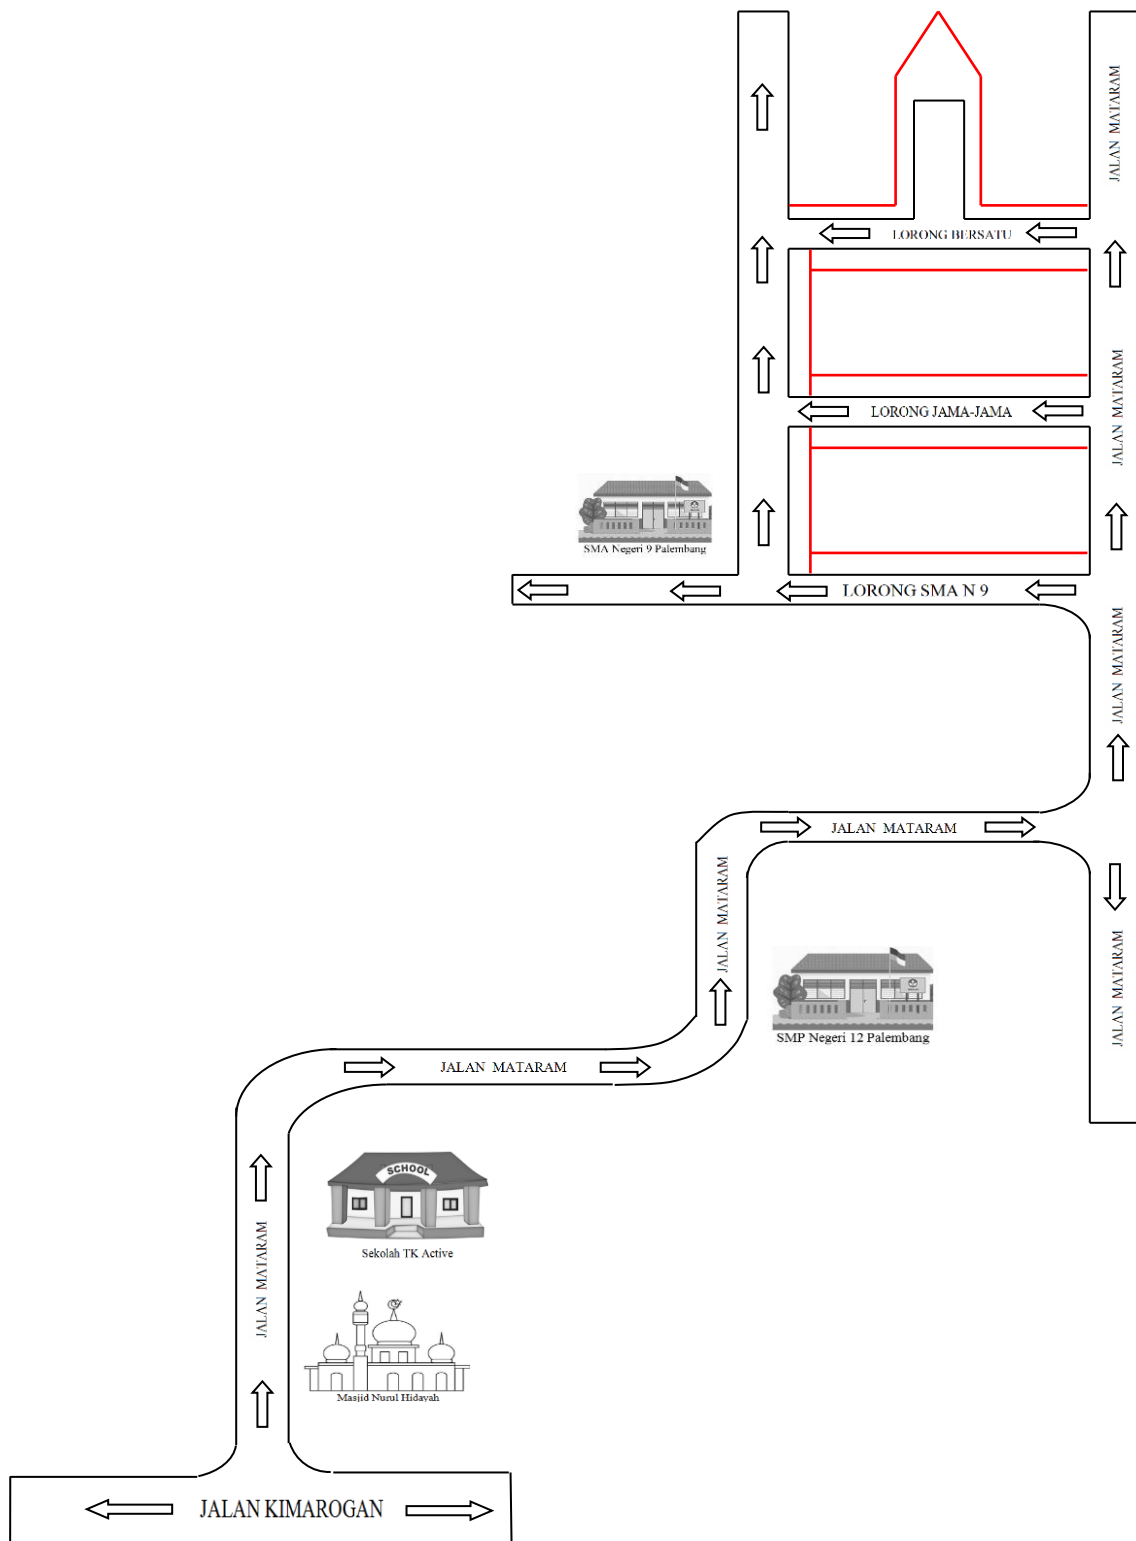 JALAN MATARAM
LORONG BERSATU
JALAN MATARAM
LORONG JAMA-JAMA
SMA Negeri 9 Palembang
LORONG SMA N 9
JALAN MATARAM
JALAN MATARAM
JALAN MATARAM
JALAN MATARAM
SMP Negeri 12 Palembang
JALAN MATARAM
JALAN MATARAM
SCHOOL
Sekolah TK Active
JALAN MATARAM
Masjid Nurul Hidayah
JALAN KIMAROGAN